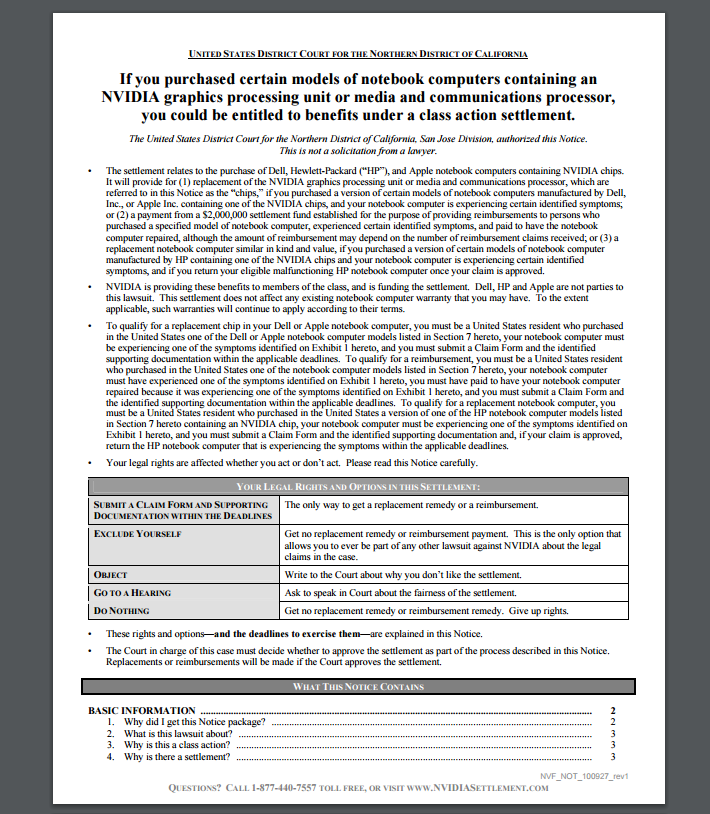 UNITED STATES DISTRICT COURT FOR THE NORTHERN DISTRICT OF CALIFORNIA
If you purchased certain models of notebook computers containing an
NVIDIA graphics processing unit or media and communications processor,
you could be entitled to benefits under a class action settlement.
The United States District Court for the Northern District of California, San Jose Division, authorized this Notice.
This is not a solicitation from a lawyer.
• The settlement relates to the purchase of Dell, Hewlett-Packard (“HP”), and Apple notebook computers containing NVIDIA chips.
It will provide for (1) replacement of the NVIDIA graphics processing unit or media and communications processor, which are
referred to in this Notice as the “chips,” if you purchased a version of certain models of notebook computers manufactured by Dell,
Inc., or Apple Inc. containing one of the NVIDIA chips, and your notebook computer is experiencing certain identified symptoms;
or (2) a payment from a $2,000,000 settlement fund established for the purpose of providing reimbursements to persons who
purchased a specified model of notebook computer, experienced certain identified symptoms, and paid to have the notebook
computer repaired, although the amount of reimbursement may depend on the number of reimbursement claims received; or (3) a
replacement notebook computer similar in kind and value, if you purchased a version of certain models of notebook computer
manufactured by HP containing one of the NVIDIA chips and your notebook computer is experiencing certain identified
symptoms, and if you return your eligible malfunctioning HP notebook computer once your claim is approved.
• NVIDIA is providing these benefits to members of the class, and is funding the settlement. Dell, HP and Apple are not parties to
this lawsuit. This settlement does not affect any existing notebook computer warranty that you may have. To the extent
applicable, such warranties will continue to apply according to their terms.
• To qualify for a replacement chip in your Dell or Apple notebook computer, you must be a United States resident who purchased
in the United States one of the Dell or Apple notebook computer models listed in Section 7 hereto, your notebook computer must
be experiencing one of the symptoms identified on Exhibit 1 hereto, and you must submit a Claim Form and the identified
supporting documentation within the applicable deadlines. To qualify for a reimbursement, you must be a United States resident
who purchased in the United States one of the notebook computer models listed in Section 7 hereto, your notebook computer
must have experienced one of the symptoms identified on Exhibit 1 hereto, you must have paid to have your notebook computer
repaired because it was experiencing one of the symptoms identified on Exhibit 1 hereto, and you must submit a Claim Form and
the identified supporting documentation within the applicable deadlines. To qualify for a replacement notebook computer, you
must be a United States resident who purchased in the United States a version of one of the HP notebook computer models listed
in Section 7 hereto containing an NVIDIA chip, your notebook computer must be experiencing one of the symptoms identified on
Exhibit 1 hereto, and you must submit a Claim Form and the identified supporting documentation and, if your claim is approved,
return the HP notebook computer that is experiencing the symptoms within the applicable deadlines.
• Your legal rights are affected whether you act or don’t act. Please read this Notice carefully.
YOUR LEGAL RIGHTS AND OPTIONS IN THIS SETTLEMENT:
SUBMIT A CLAIM FORM AND SUPPORTING
DOCUMENTATION WITHIN THE DEADLINES
The only way to get a replacement remedy or a reimbursement.
EXCLUDE YOURSELF
Get no replacement remedy or reimbursement payment. This is the only option that
allows you to ever be part of any other lawsuit against NVIDIA about the legal
claims in the case.
OBJECT
Write to the Court about why you don’t like the settlement.
GO TO A HEARING
Ask to speak in Court about the fairness of the settlement.
DO NOTHING
Get no replacement remedy or reimbursement remedy. Give up rights.
• These rights and options—and the deadlines to exercise them—are explained in this Notice.
• The Court in charge of this case must decide whether to approve the settlement as part of the process described in this Notice.
Replacements or reimbursements will be made if the Court approves the settlement.
WHAT THIS NOTICE CONTAINS
BASIC INFORMATION ........ 2
1. Why did I get this Notice package? ........ 2
2. What is this lawsuit about? ........ 3
3. Why is this a class action? ........ 3
4. Why is there a settlement? ........ 3
NVF_NOT_100927_rev1
QUESTIONS? CALL 1-877-440-7557 TOLL FREE, OR VISIT WWW.NVIDIASETTLEMENT.COM